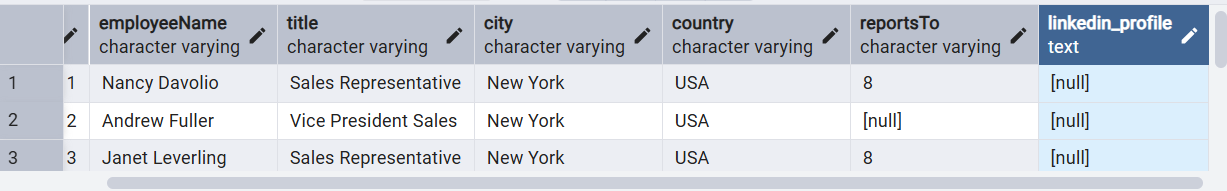 employeeName title city country reportsTo linkedin_profile
character varying character varying character varying character varying character varying text
1 1 Nancy Davolio Sales Representative New York USA 8 [null]
2 2 Andrew Fuller Vice President Sales New York USA [null] [null]
3 3 Janet Leverling Sales Representative New York USA 8 [null]